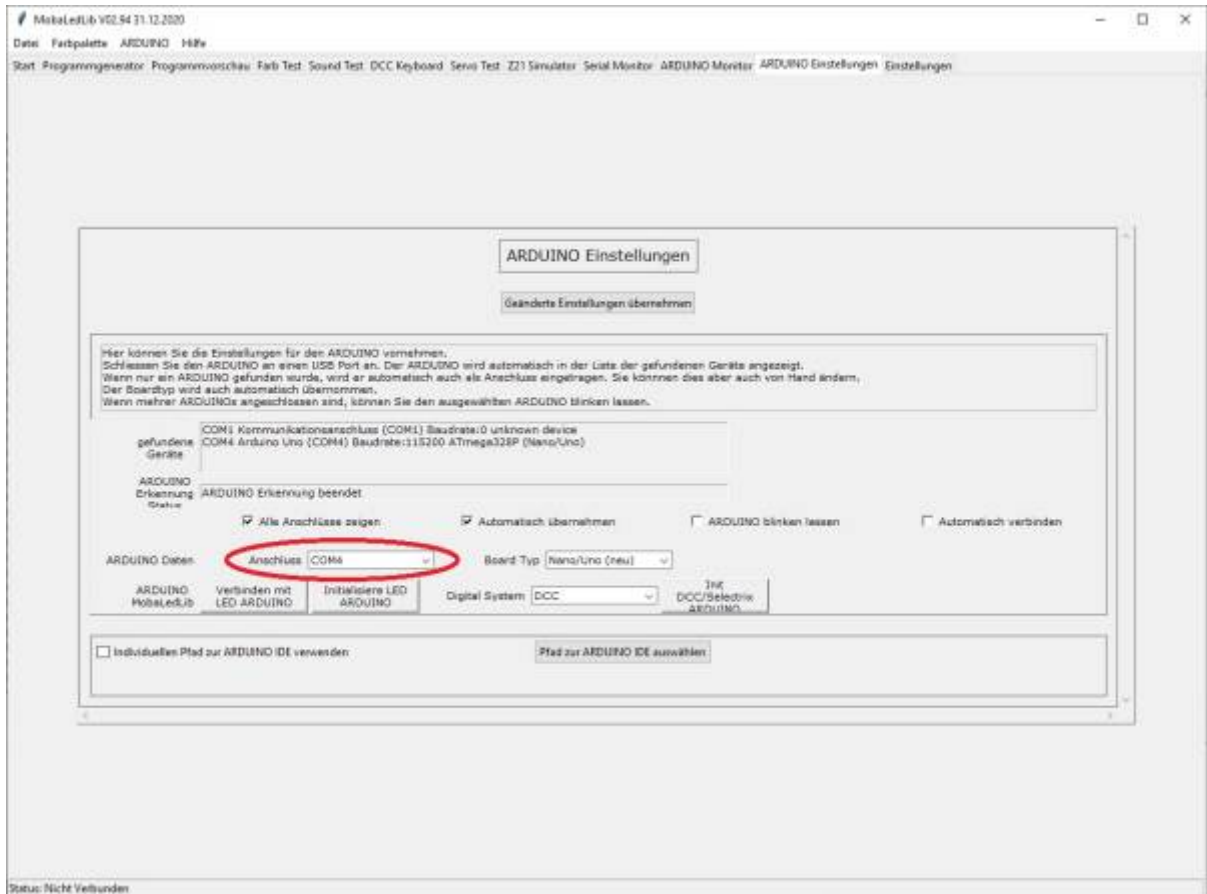 MobaLedLib V02.94 31.12.2020
Datei Farbpalette ARDUINO Hilfe
Start Programmgenerator Programmvorschau Farb Test Sound Test DCC Keyboard Servo Test Z21 Simulator Serial Monitor ARDUINO Monitor ARDUINO Einstellungen Einstellungen
ARDUINO Einstellungen
Geänderte Einstellungen übernehmen
Hier können Sie die Einstellungen für den ARDUINO vornehmen.
Schliessen Sie den ARDUINO an einen USB Port an. Der ARDUINO wird automatisch in der Liste der gefundenen Geräte angezeigt.
Wenn nur ein ARDUINO gefunden wurde, wird er automatisch auch als Anschluss eingetragen. Sie könnnen dies aber auch von Hand ändern.
Der Boardtyp wird auch automatisch übernommen.
Wenn mehrer ARDUINOs angeschlossen sind, können Sie den ausgewählten ARDUINO blinken lassen.
gefundene Geräte
COM1 Kommunikationsanschluss (COM1) Baudrate:0 unknown device
COM4 Arduino Uno (COM4) Baudrate:115200 ATmega328P (Nano/Uno)
ARDUINO Erkennung Status
ARDUINO Erkennung beendet
Alle Anschlüsse zeigen Automatisch übernehmen ARDUINO blinken lassen Automatisch verbinden
ARDUINO Daten Anschluss COM4 Board Typ Nano/Uno (neu)
ARDUINO MobaLedLib Verbinden mit LED ARDUINO Initialisiere LED ARDUINO Digital System DCC Init DCC/Selectrix ARDUINO
Individuellen Pfad zur ARDUINO IDE verwenden Pfad zur ARDUINO IDE auswählen
Status: Nicht Verbunden